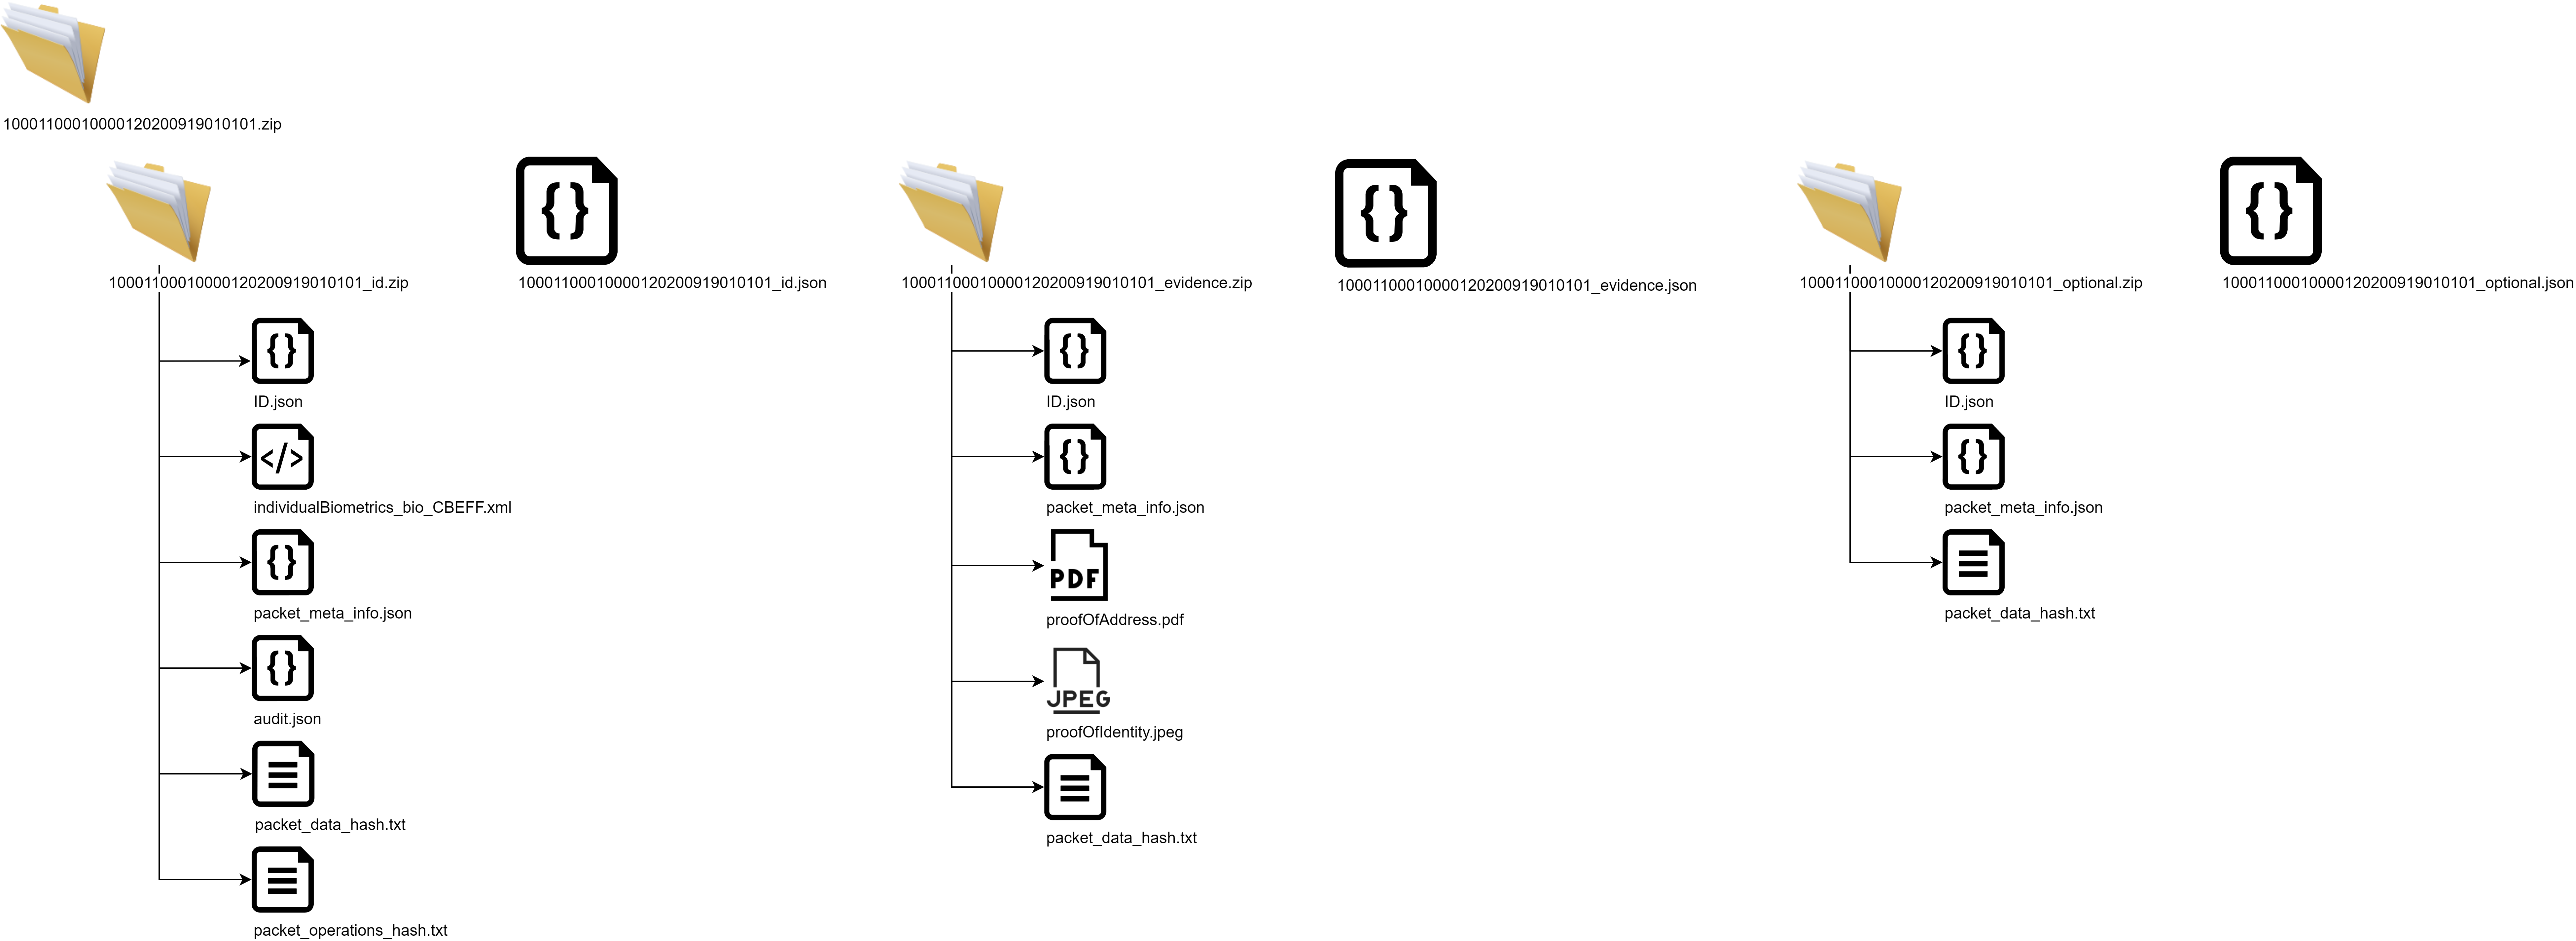 10001100010000120200919010101.zip
10001100010000120200919010101_id.zip
10001100010000120200919010101_id.json
10001100010000120200919010101_evidence.zip
10001100010000120200919010101_evidence.json
10001100010000120200919010101_optional.zip
10001100010000120200919010101_optional.json
ID.json
individualBiometrics_bio_CBEFF.xml
packet_meta_info.json
audit.json
packet_data_hash.txt
packet_operations_hash.txt
ID.json
packet_meta_info.json
PDF
proofOfAddress.pdf
JPEG
proofOfIdentity.jpeg
packet_data_hash.txt
ID.json
packet_meta_info.json
packet_data_hash.txt